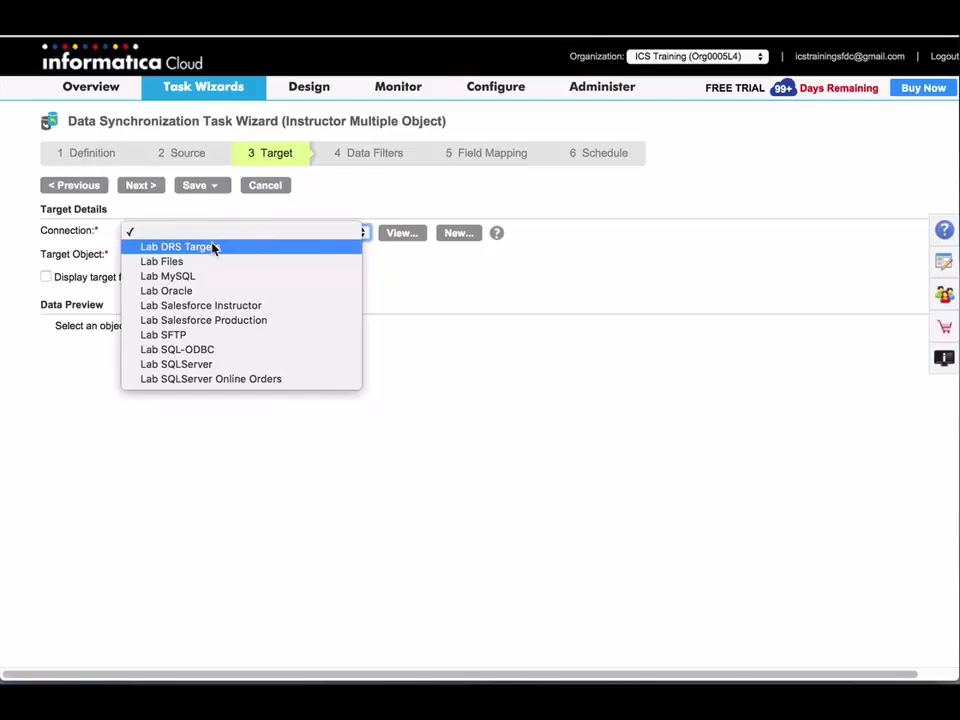 informatica Cloud
Organization: ICS Training (Org0005L4) | icstrainingsfdc@gmail.com | Logout
Overview Task Wizards Design Monitor Configure Administer FREE TRIAL 99+ Days Remaining Buy Now
Data Synchronization Task Wizard (Instructor Multiple Object)
1 Definition 2 Source 3 Target 4 Data Filters 5 Field Mapping 6 Schedule
< Previous Next > Save Cancel
Target Details
Connection:* ✓ View... New... ?
Lab DRS Targets
Target Object:*
Lab Files
Display target f
Lab MySQL
Lab Oracle
Data Preview
Lab Salesforce Instructor
Lab Salesforce Production
Select an objec
Lab SFTP
Lab SQL-ODBC
Lab SQLServer
Lab SQLServer Online Orders